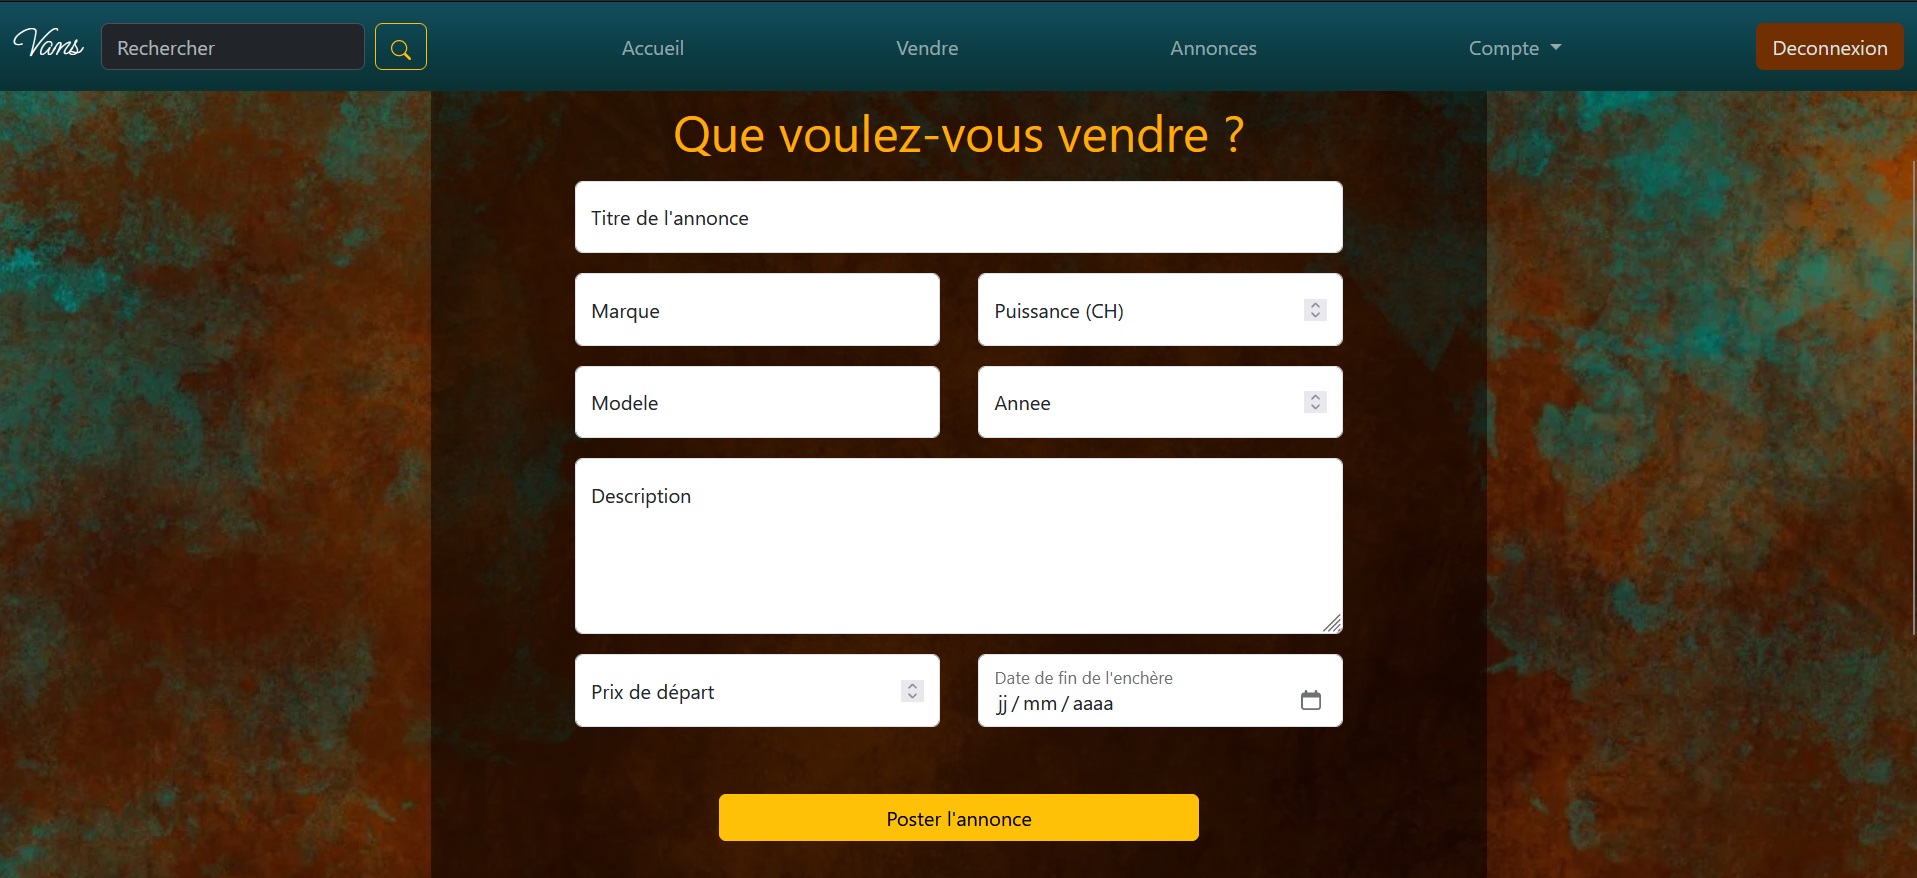 Vans
Rechercher
Accueil
Vendre
Annonces
Compte
Deconnexion
Que voulez-vous vendre ?
Titre de l'annonce
Marque
Puissance (CH)
Modele
Annee
Description
Prix de départ
Date de fin de l'enchère
jj/mm/aaaa
Poster l'annonce